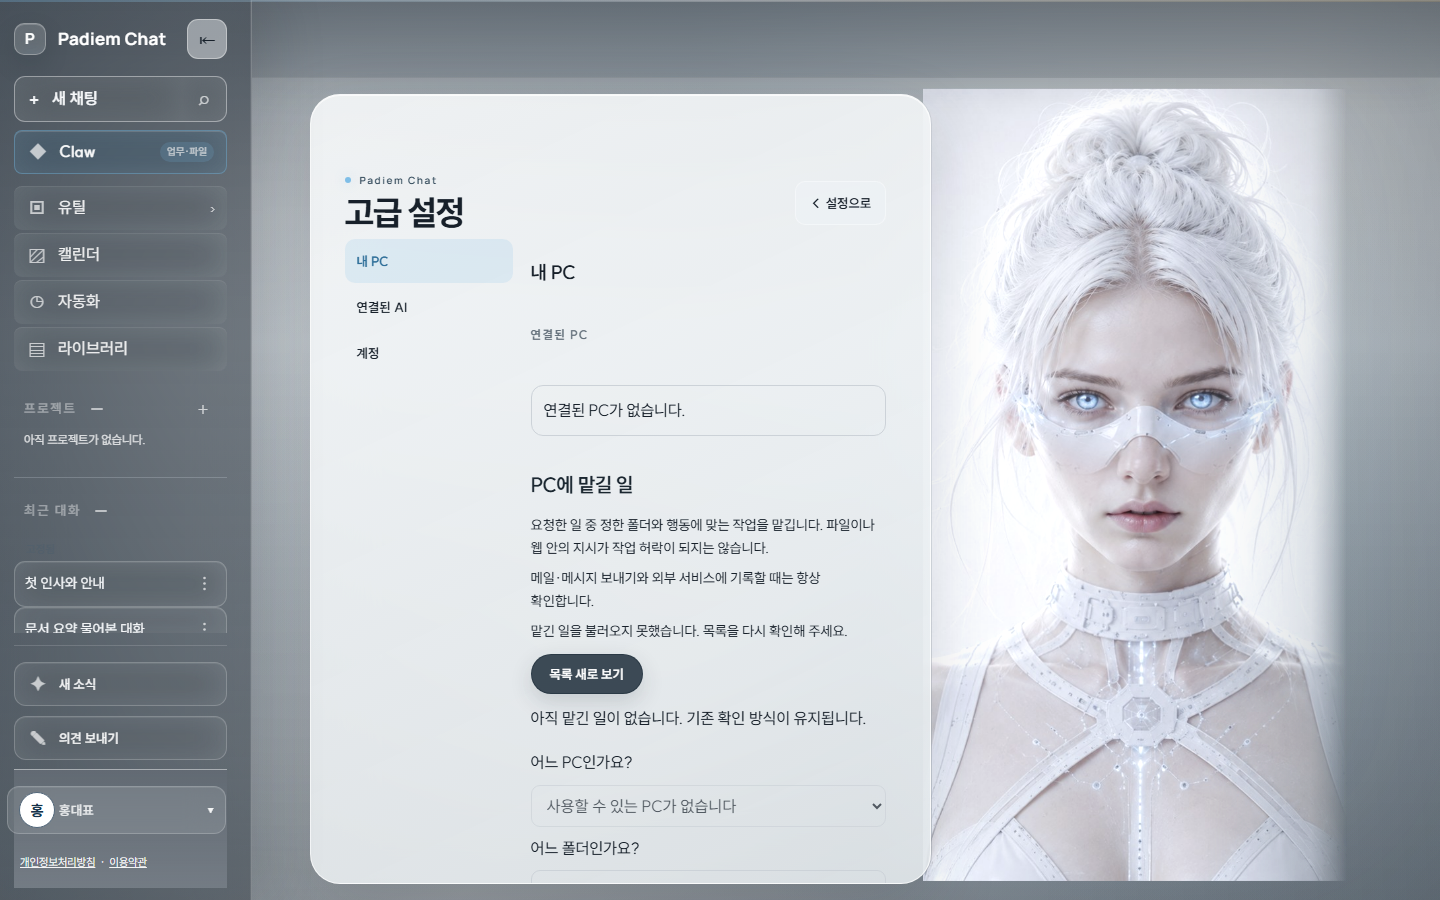 P Padiem Chat
+ 새 채팅
Claw 업무·파일
유틸
캘린더
자동화
라이브러리
프로젝트
아직 프로젝트가 없습니다.
최근 대화
첫 인사와 안내
문서 요약 물어본 대화
새 소식
의견 보내기
홍 홍대표
개인정보처리방침 · 이용약관
Padiem Chat
고급 설정
설정으로
내 PC
연결된 AI
계정
내 PC
연결된 PC
연결된 PC가 없습니다.
PC에 맡길 일
요청한 일 중 정한 폴더와 행동에 맞는 작업을 맡깁니다. 파일이나
웹 안의 지시가 작업 허락이 되지는 않습니다.
메일·메시지 보내기와 외부 서비스에 기록할 때는 항상
확인합니다.
맡긴 일을 불러오지 못했습니다. 목록을 다시 확인해 주세요.
목록 새로 보기
아직 맡긴 일이 없습니다. 기존 확인 방식이 유지됩니다.
어느 PC인가요?
사용할 수 있는 PC가 없습니다
어느 폴더인가요?